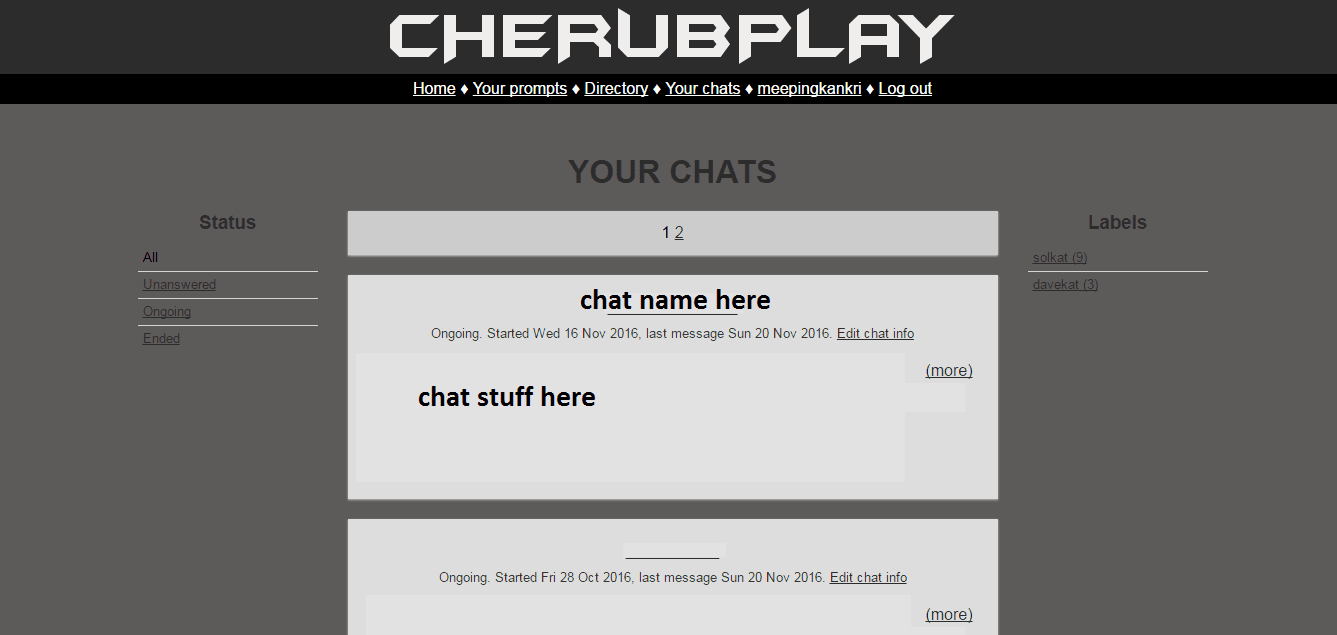 CHERUBPLAY
Home ♦ Your prompts ♦ Directory ♦ Your chats ♦ meepingkankri ♦ Log out
YOUR CHATS
Status
All
Unanswered
Ongoing
Ended
1 2
chat name here
Ongoing. Started Wed 16 Nov 2016, last message Sun 20 Nov 2016. Edit chat info
(more)
chat stuff here
Ongoing. Started Fri 28 Oct 2016, last message Sun 20 Nov 2016. Edit chat info
(more)
Labels
solkat (9)
davekat (3)